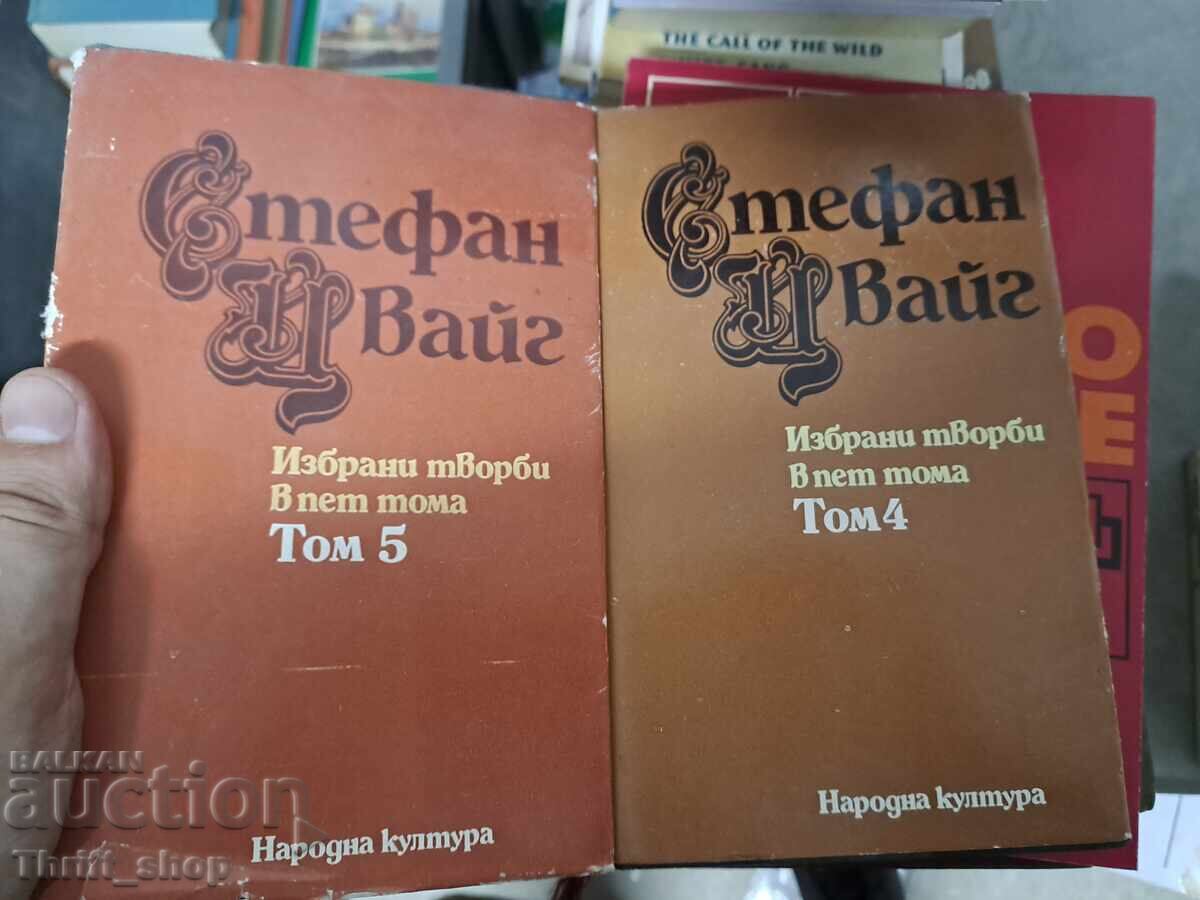 THE CALL OF THE WILD
Стефан
Цвайг
Избрани творби
в пет тома
Том 5
Народна култура
Стефан
Цвайг
Избрани творби
в пет тома
Том 4
Народна култура
О
Е
BALKAN
auction
Thrift_shop